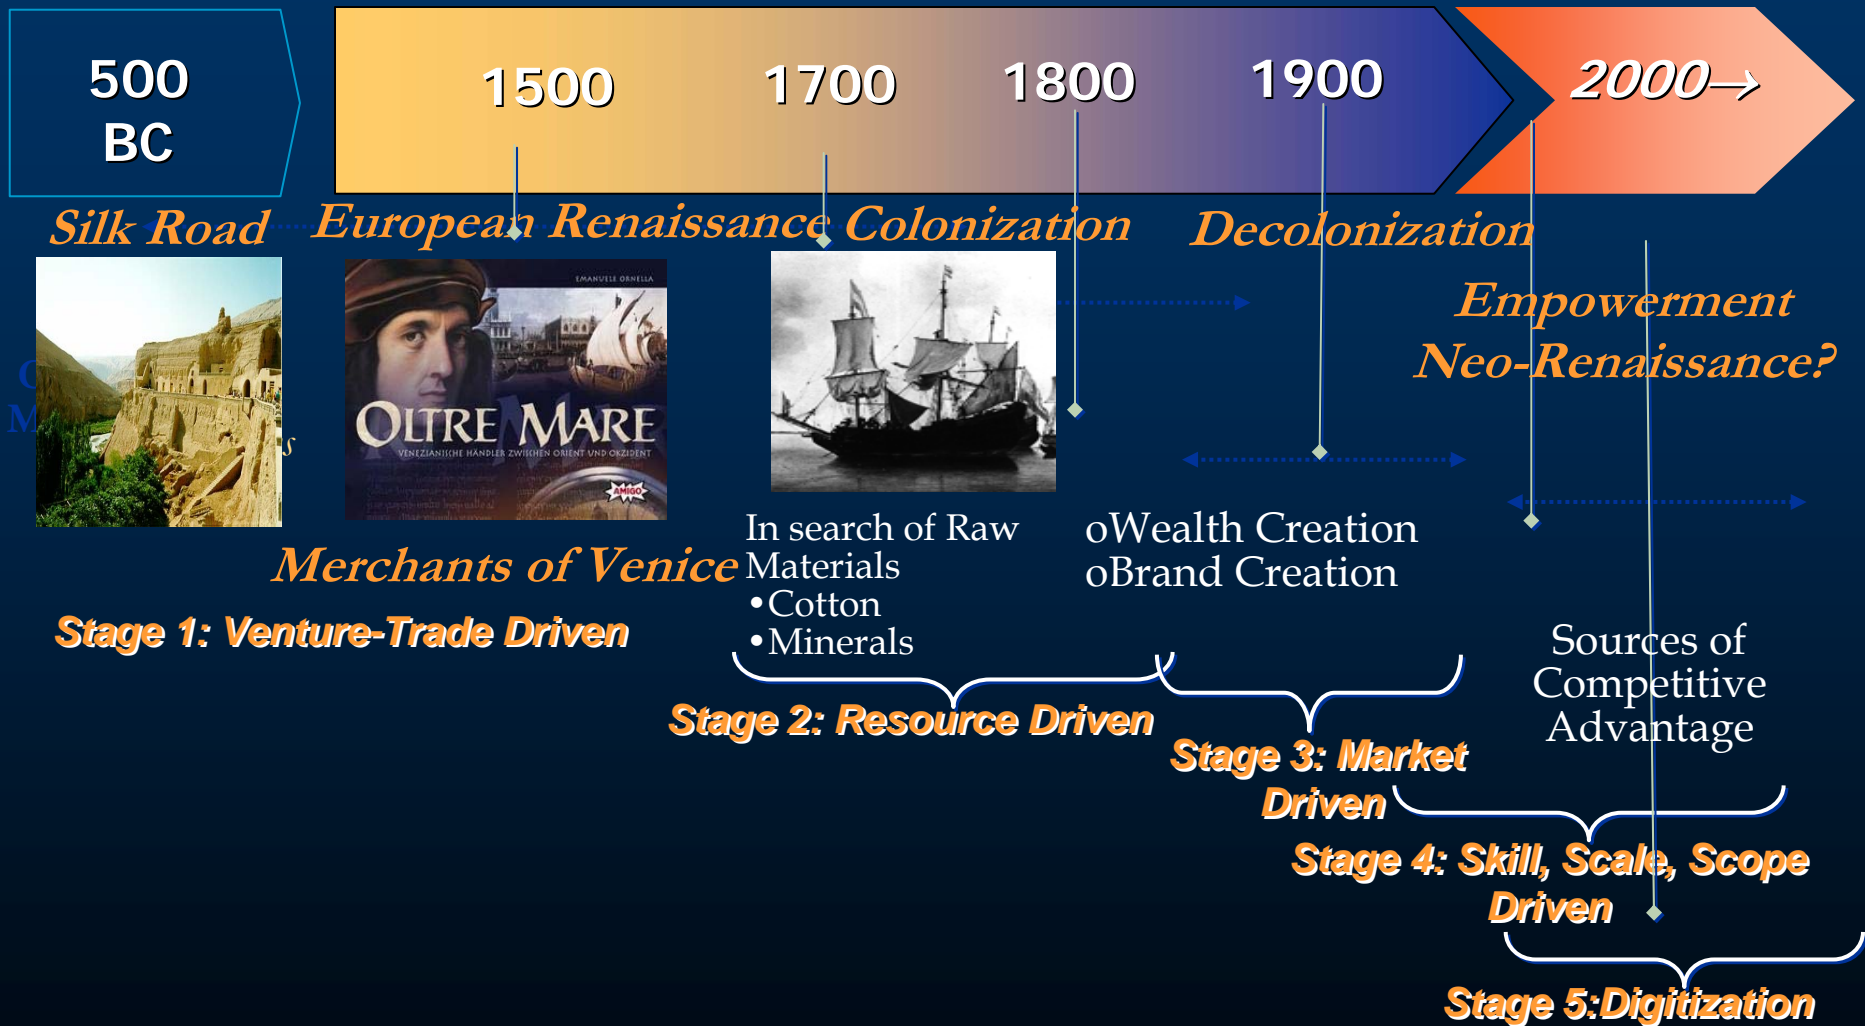 500
BC
1500
1700
1800
1900
2000→
Silk Road
European Renaissance
Colonization
Decolonization
Empowerment
Neo-Renaissance?
EMANUELE ORNELLA
OLTRE MARE
VENEZIANISCHE HÄNDLER ZWISCHEN ORIENT UND OKZIDENT
AMIGO
C
M
s
Merchants of Venice
Stage 1: Venture-Trade Driven
In search of Raw
Materials
•Cotton
•Minerals
Stage 2: Resource Driven
oWealth Creation
oBrand Creation
Stage 3: Market
Driven
Sources of
Competitive
Advantage
Stage 4: Skill, Scale, Scope
Driven
Stage 5:Digitization